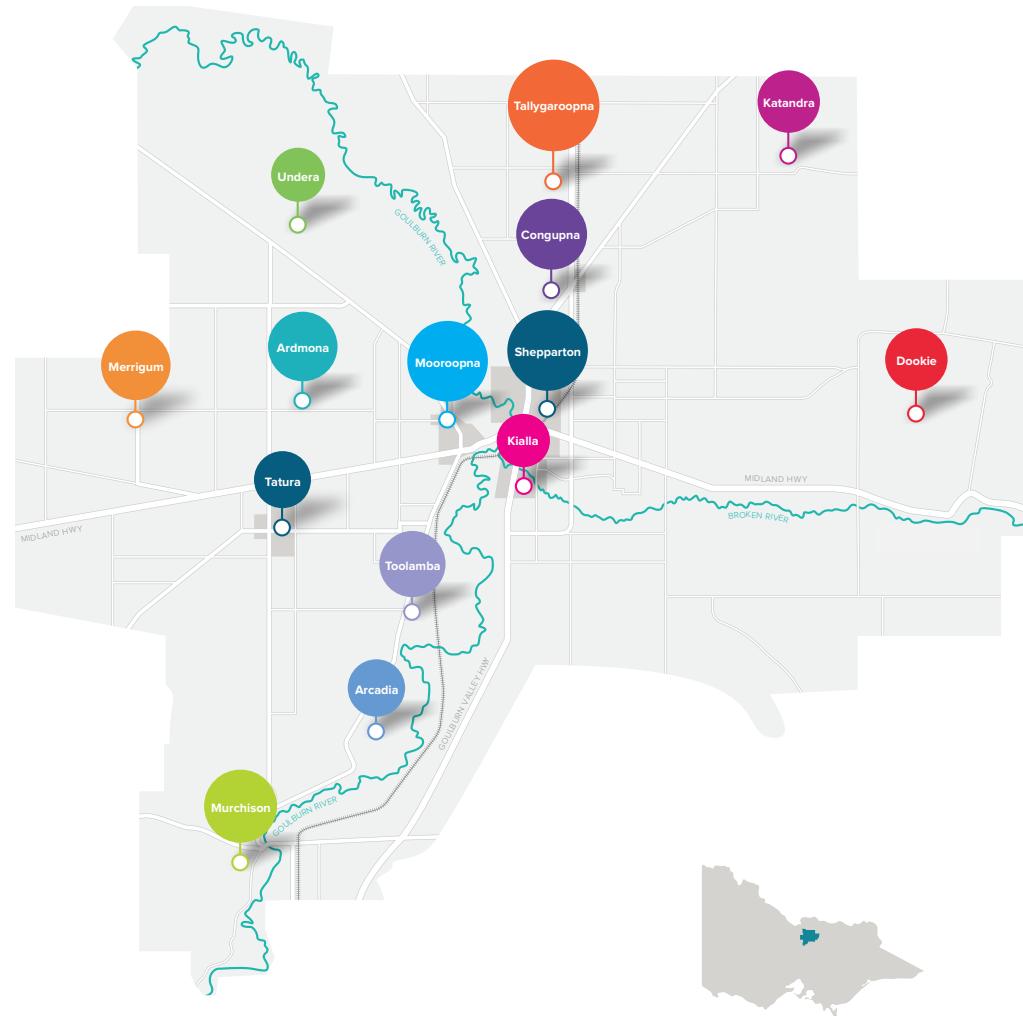 Tallygaroopna
Katandra
Undera
GOULBURN RIVER
Congupna
Merrigum
Ardmona
Mooroopna
Shepparton
Dookie
Kialla
Tatura
MIDLAND HWY
MIDLAND HWY
BROKEN RIVER
Toolamba
Arcadia
GOULBURN VALLEY HWY
Murchison
GOULBURN RIVER